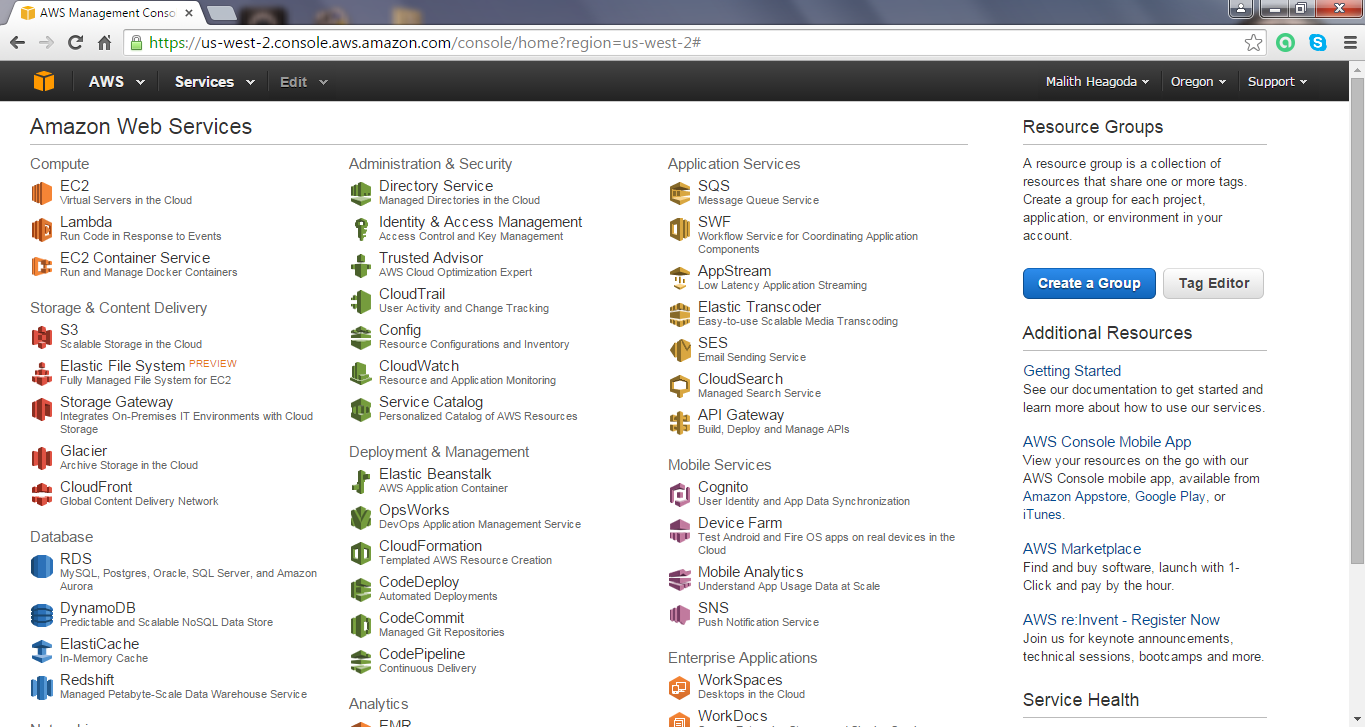 AWS Management Conso
https://us-west-2.console.aws.amazon.com/console/home?region=us-west-2#
AWS Services Edit Malith Heagoda Oregon Support
Amazon Web Services
Compute
EC2
Virtual Servers in the Cloud
Lambda
Run Code in Response to Events
EC2 Container Service
Run and Manage Docker Containers
Storage & Content Delivery
S3
Scalable Storage in the Cloud
Elastic File System PREVIEW
Fully Managed File System for EC2
Storage Gateway
Integrates On-Premises IT Environments with Cloud
Storage
Glacier
Archive Storage in the Cloud
CloudFront
Global Content Delivery Network
Database
RDS
MySQL, Postgres, Oracle, SQL Server, and Amazon
Aurora
DynamoDB
Predictable and Scalable NoSQL Data Store
ElastiCache
In-Memory Cache
Redshift
Managed Petabyte-Scale Data Warehouse Service
Administration & Security
Directory Service
Managed Directories in the Cloud
Identity & Access Management
Access Control and Key Management
Trusted Advisor
AWS Cloud Optimization Expert
CloudTrail
User Activity and Change Tracking
Config
Resource Configurations and Inventory
CloudWatch
Resource and Application Monitoring
Service Catalog
Personalized Catalog of AWS Resources
Deployment & Management
Elastic Beanstalk
AWS Application Container
OpsWorks
DevOps Application Management Service
CloudFormation
Templated AWS Resource Creation
CodeDeploy
Automated Deployments
CodeCommit
Managed Git Repositories
CodePipeline
Continuous Delivery
Analytics
EMR
Application Services
SQS
Message Queue Service
SWF
Workflow Service for Coordinating Application
Components
AppStream
Low Latency Application Streaming
Elastic Transcoder
Easy-to-use Scalable Media Transcoding
SES
Email Sending Service
CloudSearch
Managed Search Service
API Gateway
Build, Deploy and Manage APIs
Mobile Services
Cognito
User Identity and App Data Synchronization
Device Farm
Test Android and Fire OS apps on real devices in the
Cloud
Mobile Analytics
Understand App Usage Data at Scale
SNS
Push Notification Service
Enterprise Applications
WorkSpaces
Desktops in the Cloud
WorkDocs
Resource Groups
A resource group is a collection of
resources that share one or more tags.
Create a group for each project,
application, or environment in your
account.
Create a Group Tag Editor
Additional Resources
Getting Started
See our documentation to get started and
learn more about how to use our services.
AWS Console Mobile App
View your resources on the go with our
AWS Console mobile app, available from
Amazon Appstore, Google Play, or
iTunes.
AWS Marketplace
Find and buy software, launch with 1-
Click and pay by the hour.
AWS re:Invent - Register Now
Join us for keynote announcements,
technical sessions, bootcamps and more.
Service Health